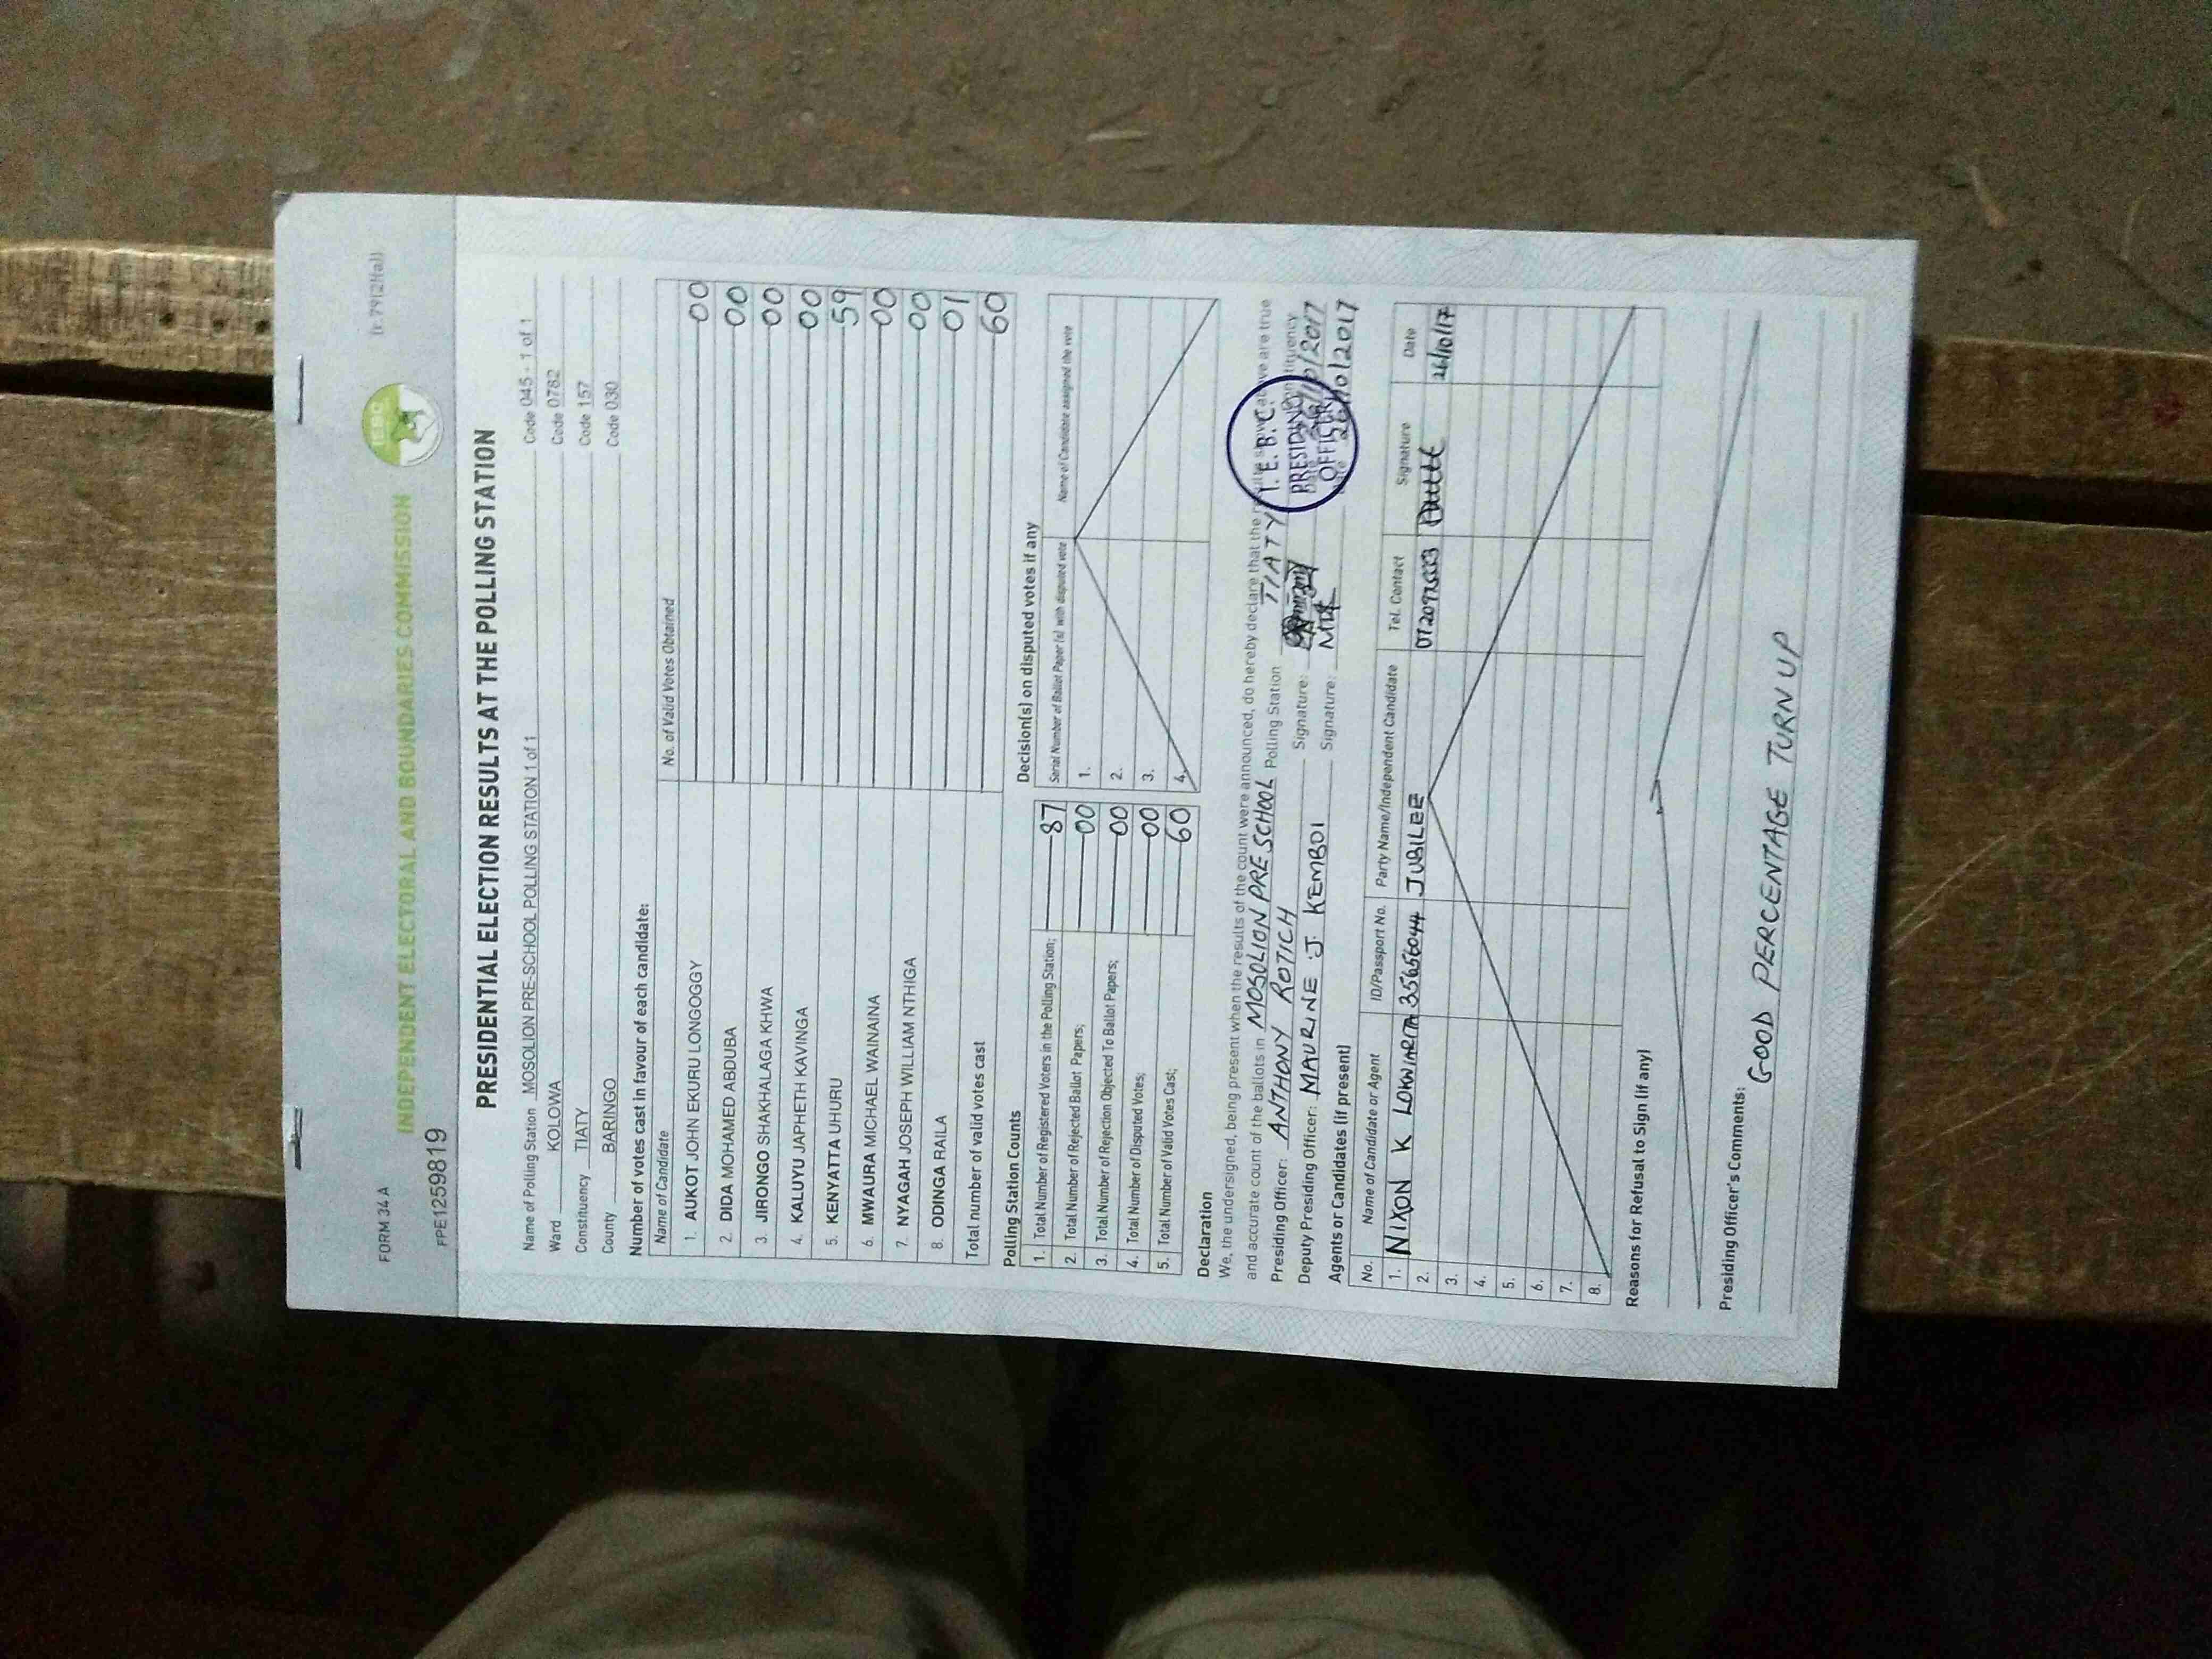 FORM 34 A
(r. 79(2)(a))
INDEPENDENT ELECTORAL AND BOUNDARIES COMMISSION
IEBC
FPE1259819
PRESIDENTIAL ELECTION RESULTS AT THE POLLING STATION
Name of Polling Station MOSOLION PRE-SCHOOL POLLING STATION 1 of 1 Code 045 - 1 of 1
Ward KOLOWA Code 0782
Constituency TIATY Code 157
County BARINGO Code 030
Number of votes cast in favour of each candidate:
Name of Candidate No. of Valid Votes Obtained
1. AUKOT JOHN EKURU LONGOGGY 00
2. DIDA MOHAMED ABDUBA 00
3. JIRONGO SHAKHALAGA KHWA 00
4. KALUYU JAPHETH KAVINGA 00
5. KENYATTA UHURU 59
6. MWAURA MICHAEL WAINAINA 00
7. NYAGAH JOSEPH WILLIAM NTHIGA 00
8. ODINGA RAILA 01
Total number of valid votes cast 60
Polling Station Counts
1. Total Number of Registered Voters in the Polling Station; 87
2. Total Number of Rejected Ballot Papers; 00
3. Total Number of Rejection Objected To Ballot Papers; 00
4. Total Number of Disputed Votes; 00
5. Total Number of Valid Votes Cast; 60
Decision(s) on disputed votes if any
Serial Number of Ballot Paper (s) with disputed vote Name of Candidate assigned the vote
1.
2.
3.
4.
Declaration
We, the undersigned, being present when the results of the count were announced, do hereby declare that the above are true
and accurate count of the ballots in MOSOLION PRE SCHOOL Polling Station TIATY
Presiding Officer: ANTHONY ROTICH Signature: /10/2017
Deputy Presiding Officer: MAURINE J. KEMBOI Signature: 26/10/2017
I. E. B. C.
PRESIDING
OFFICER
Agents or Candidates (if present)
No. Name of Candidate or Agent ID/Passport No. Party Name/Independent Candidate Tel. Contact Signature Date
1. NIXON K LOKWARITA 35656044 JUBILEE 26/10/17
2.
3.
4.
5.
6.
7.
8.
Reasons for Refusal to Sign (if any)
Presiding Officer's Comments:
GOOD PERCENTAGE TURN UP